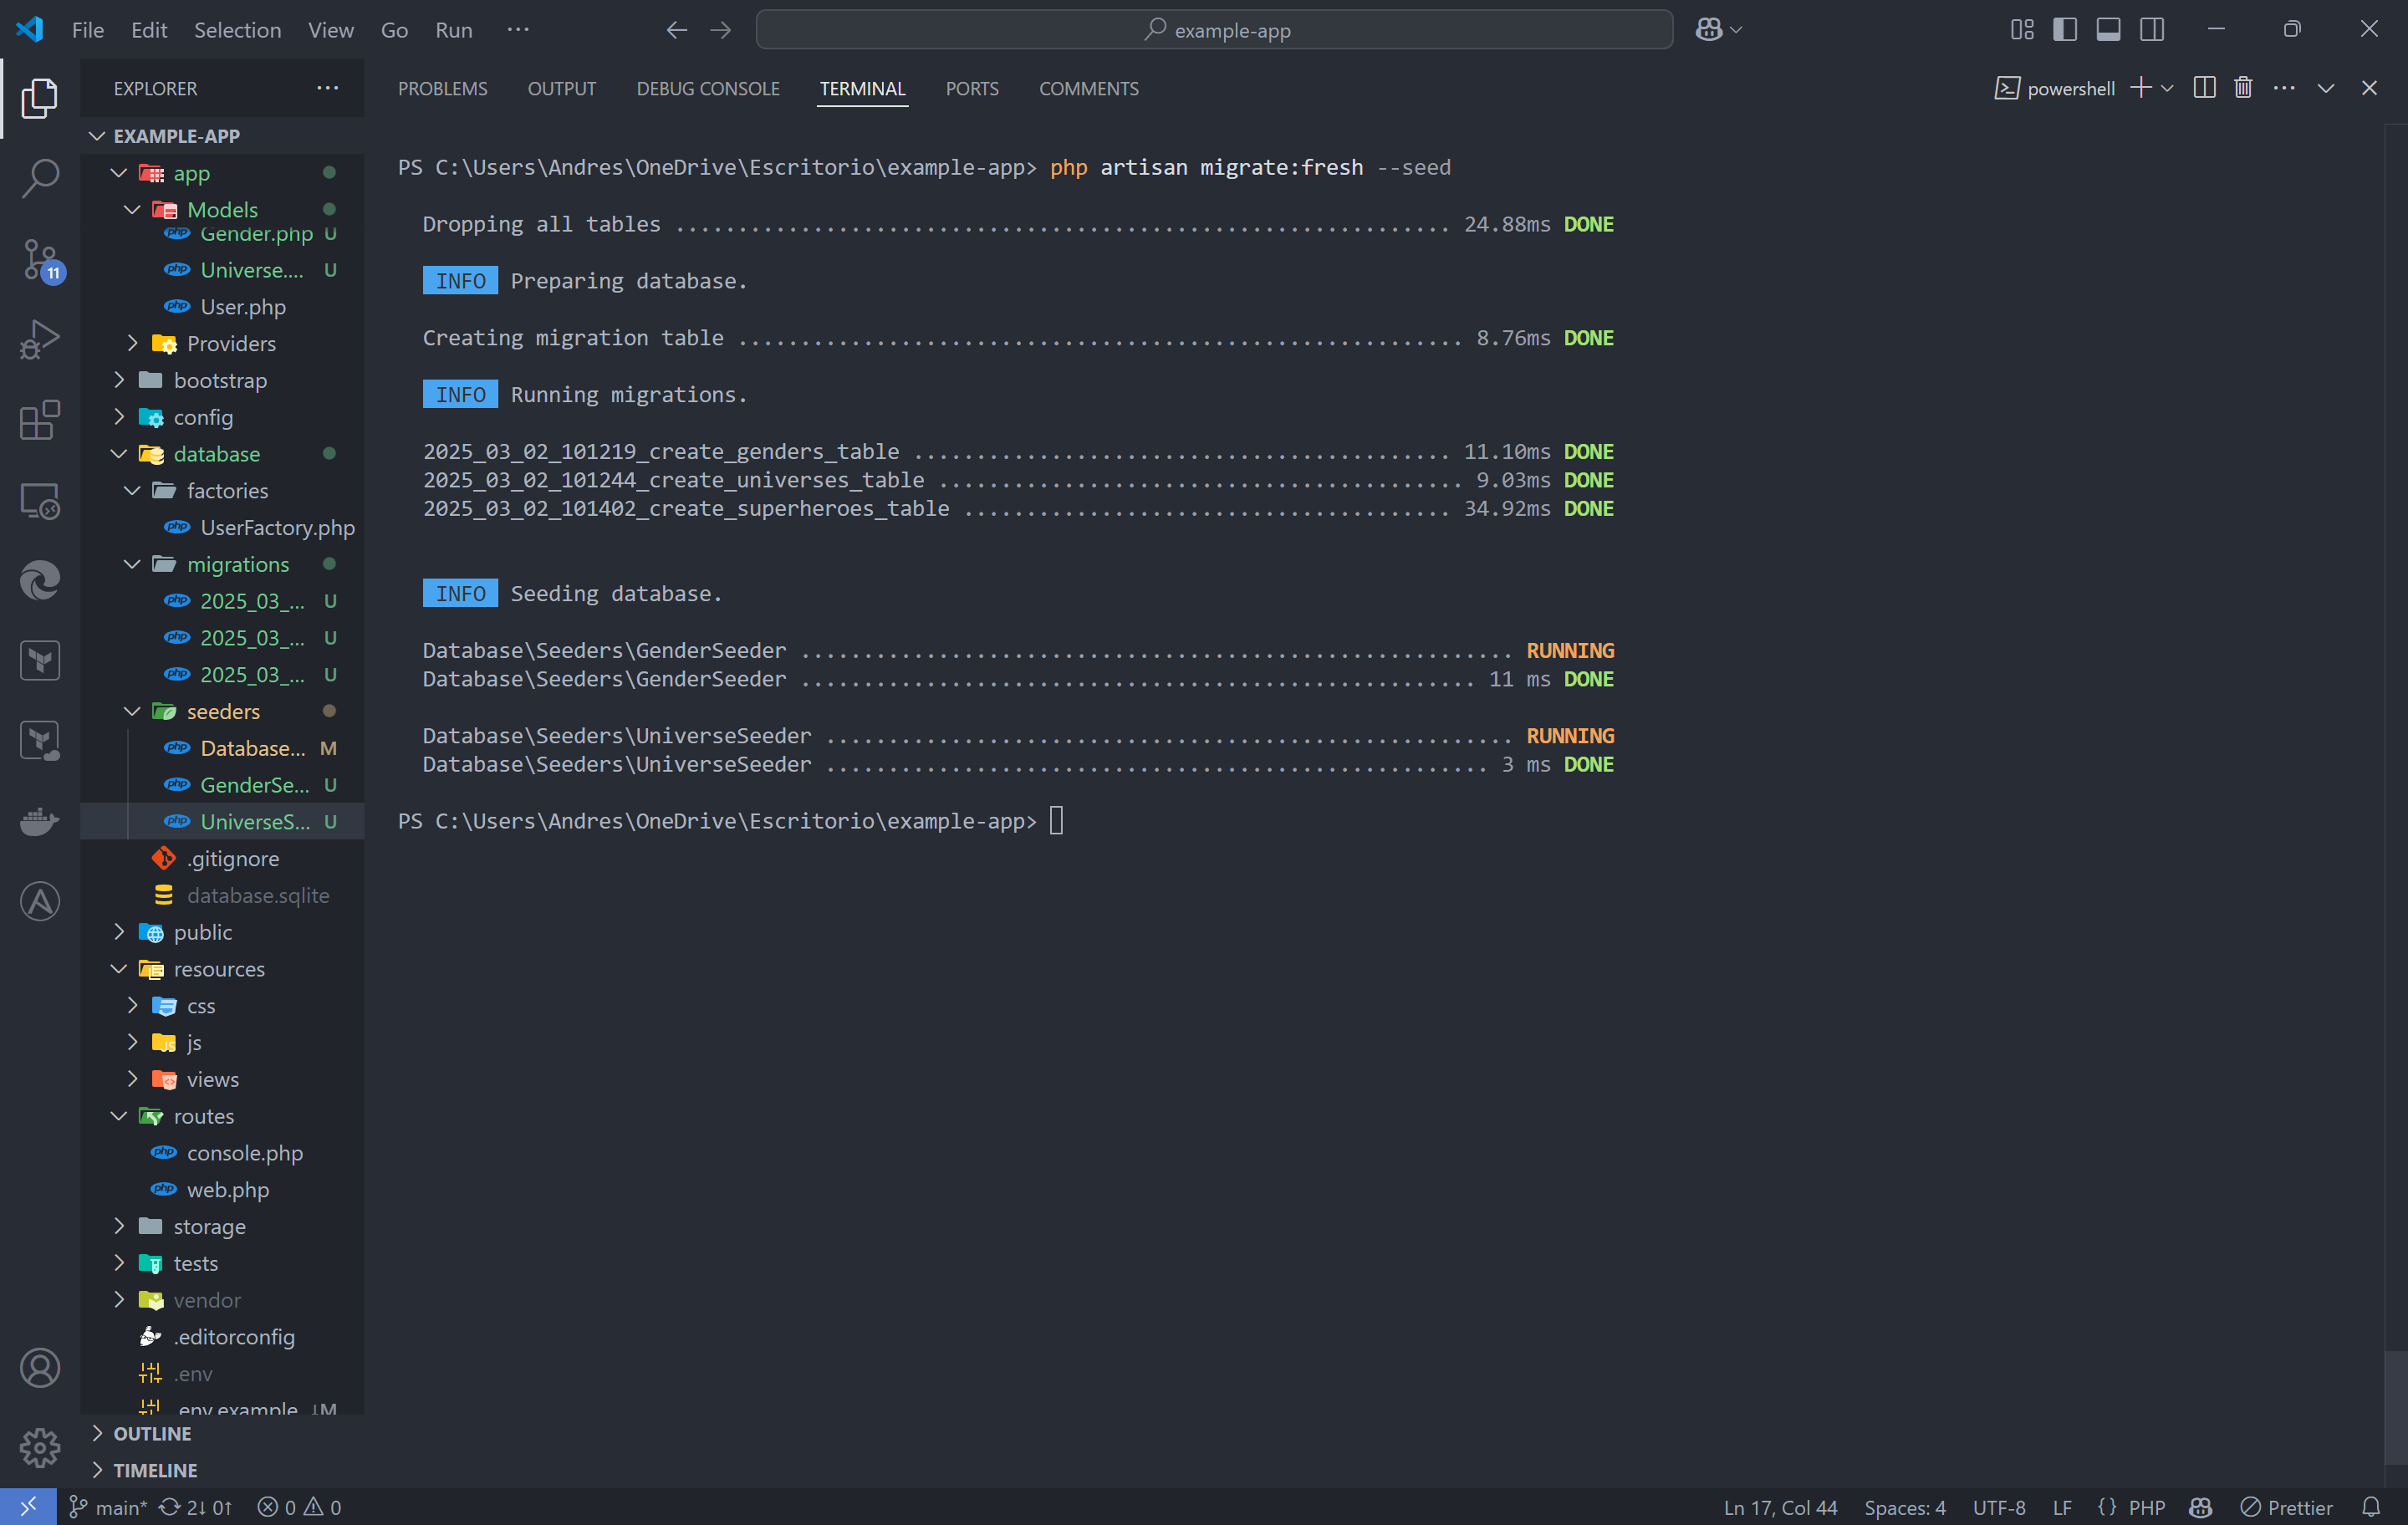 File Edit Selection View Go Run ···
example-app
EXPLORER ···
EXAMPLE-APP
app
Models
Gender.php U
Universe.... U
User.php
Providers
bootstrap
config
database
factories
UserFactory.php
migrations
2025_03_... U
2025_03_... U
2025_03_... U
seeders
Database... M
GenderSe... U
UniverseS... U
.gitignore
database.sqlite
public
resources
css
js
views
routes
console.php
web.php
storage
tests
vendor
.editorconfig
.env
.env.example ↓M
OUTLINE
TIMELINE
11
PROBLEMS OUTPUT DEBUG CONSOLE TERMINAL PORTS COMMENTS
powershell
PS C:\Users\Andres\OneDrive\Escritorio\example-app> php artisan migrate:fresh --seed
Dropping all tables .............................................................. 24.88ms DONE
INFO Preparing database.
Creating migration table .......................................................... 8.76ms DONE
INFO Running migrations.
2025_03_02_101219_create_genders_table ........................................... 11.10ms DONE
2025_03_02_101244_create_universes_table .......................................... 9.03ms DONE
2025_03_02_101402_create_superheroes_table ....................................... 34.92ms DONE
INFO Seeding database.
Database\Seeders\GenderSeeder ......................................................... RUNNING
Database\Seeders\GenderSeeder ...................................................... 11 ms DONE
Database\Seeders\UniverseSeeder ....................................................... RUNNING
Database\Seeders\UniverseSeeder ..................................................... 3 ms DONE
PS C:\Users\Andres\OneDrive\Escritorio\example-app>
main* 2↓ 0↑ 0 0
Ln 17, Col 44 Spaces: 4 UTF-8 LF {} PHP Prettier